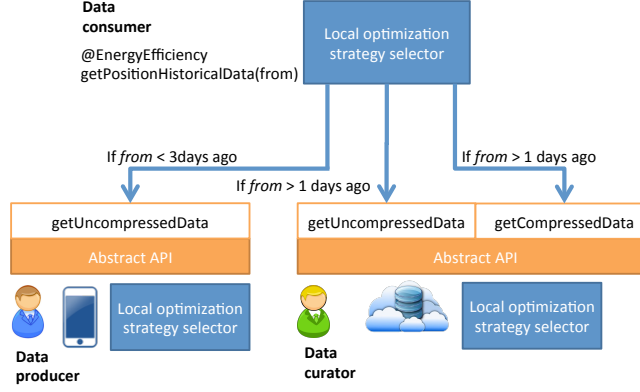 Data
consumer
@EnergyEfficiency
getPositionHistoricalData(from)
Local optimization
strategy selector
If from < 3days ago
If from > 1 days ago
If from > 1 days ago
getUncompressedData
getUncompressedData
getCompressedData
Abstract API
Abstract API
Local optimization
strategy selector
Local optimization
strategy selector
Data
producer
Data
curator